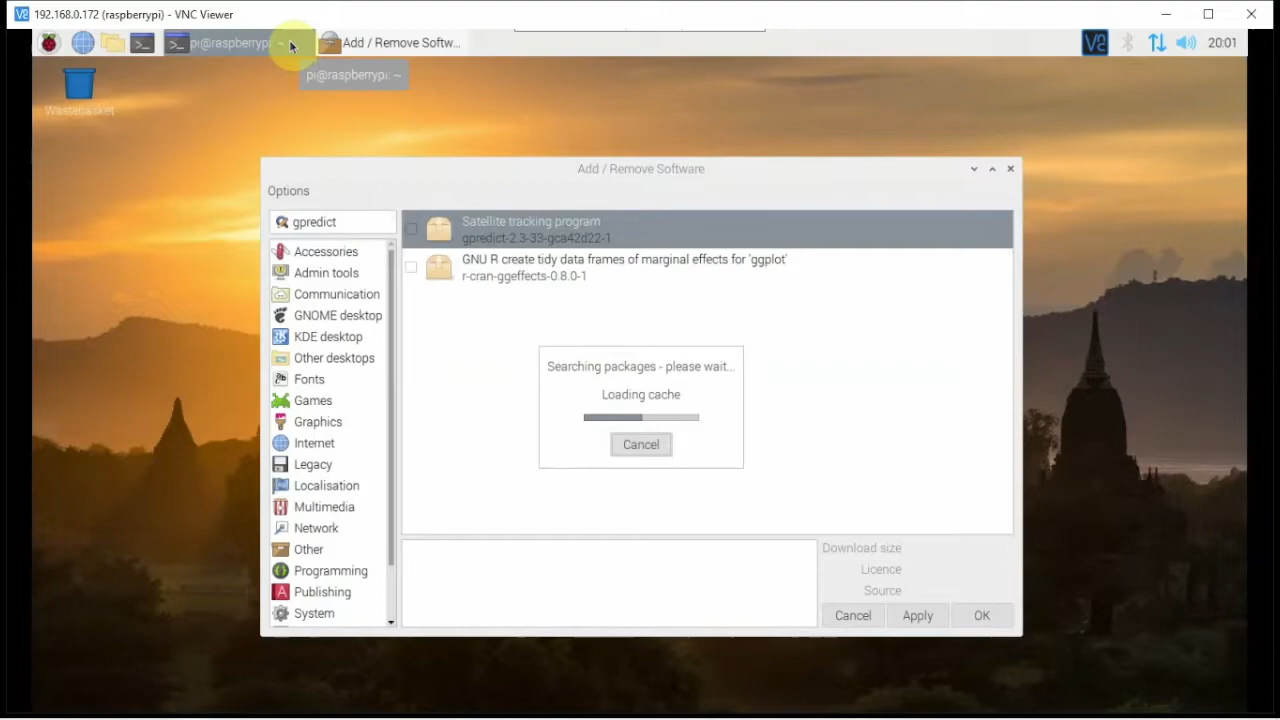 192.168.0.172 (raspberrypi) - VNC Viewer
pi@raspberrypi: ~
Add / Remove Softw...
20:01
pi@raspberrypi: ~
Wastebasket
Add / Remove Software
Options
gpredict
Accessories
Admin tools
Communication
GNOME desktop
KDE desktop
Other desktops
Fonts
Games
Graphics
Internet
Legacy
Localisation
Multimedia
Network
Other
Programming
Publishing
System
Satellite tracking program
gpredict-2.3-33-gca42d22-1
GNU R create tidy data frames of marginal effects for 'ggplot'
r-cran-ggeffects-0.8.0-1
Searching packages - please wait...
Loading cache
Cancel
Download size
Licence
Source
Cancel
Apply
OK